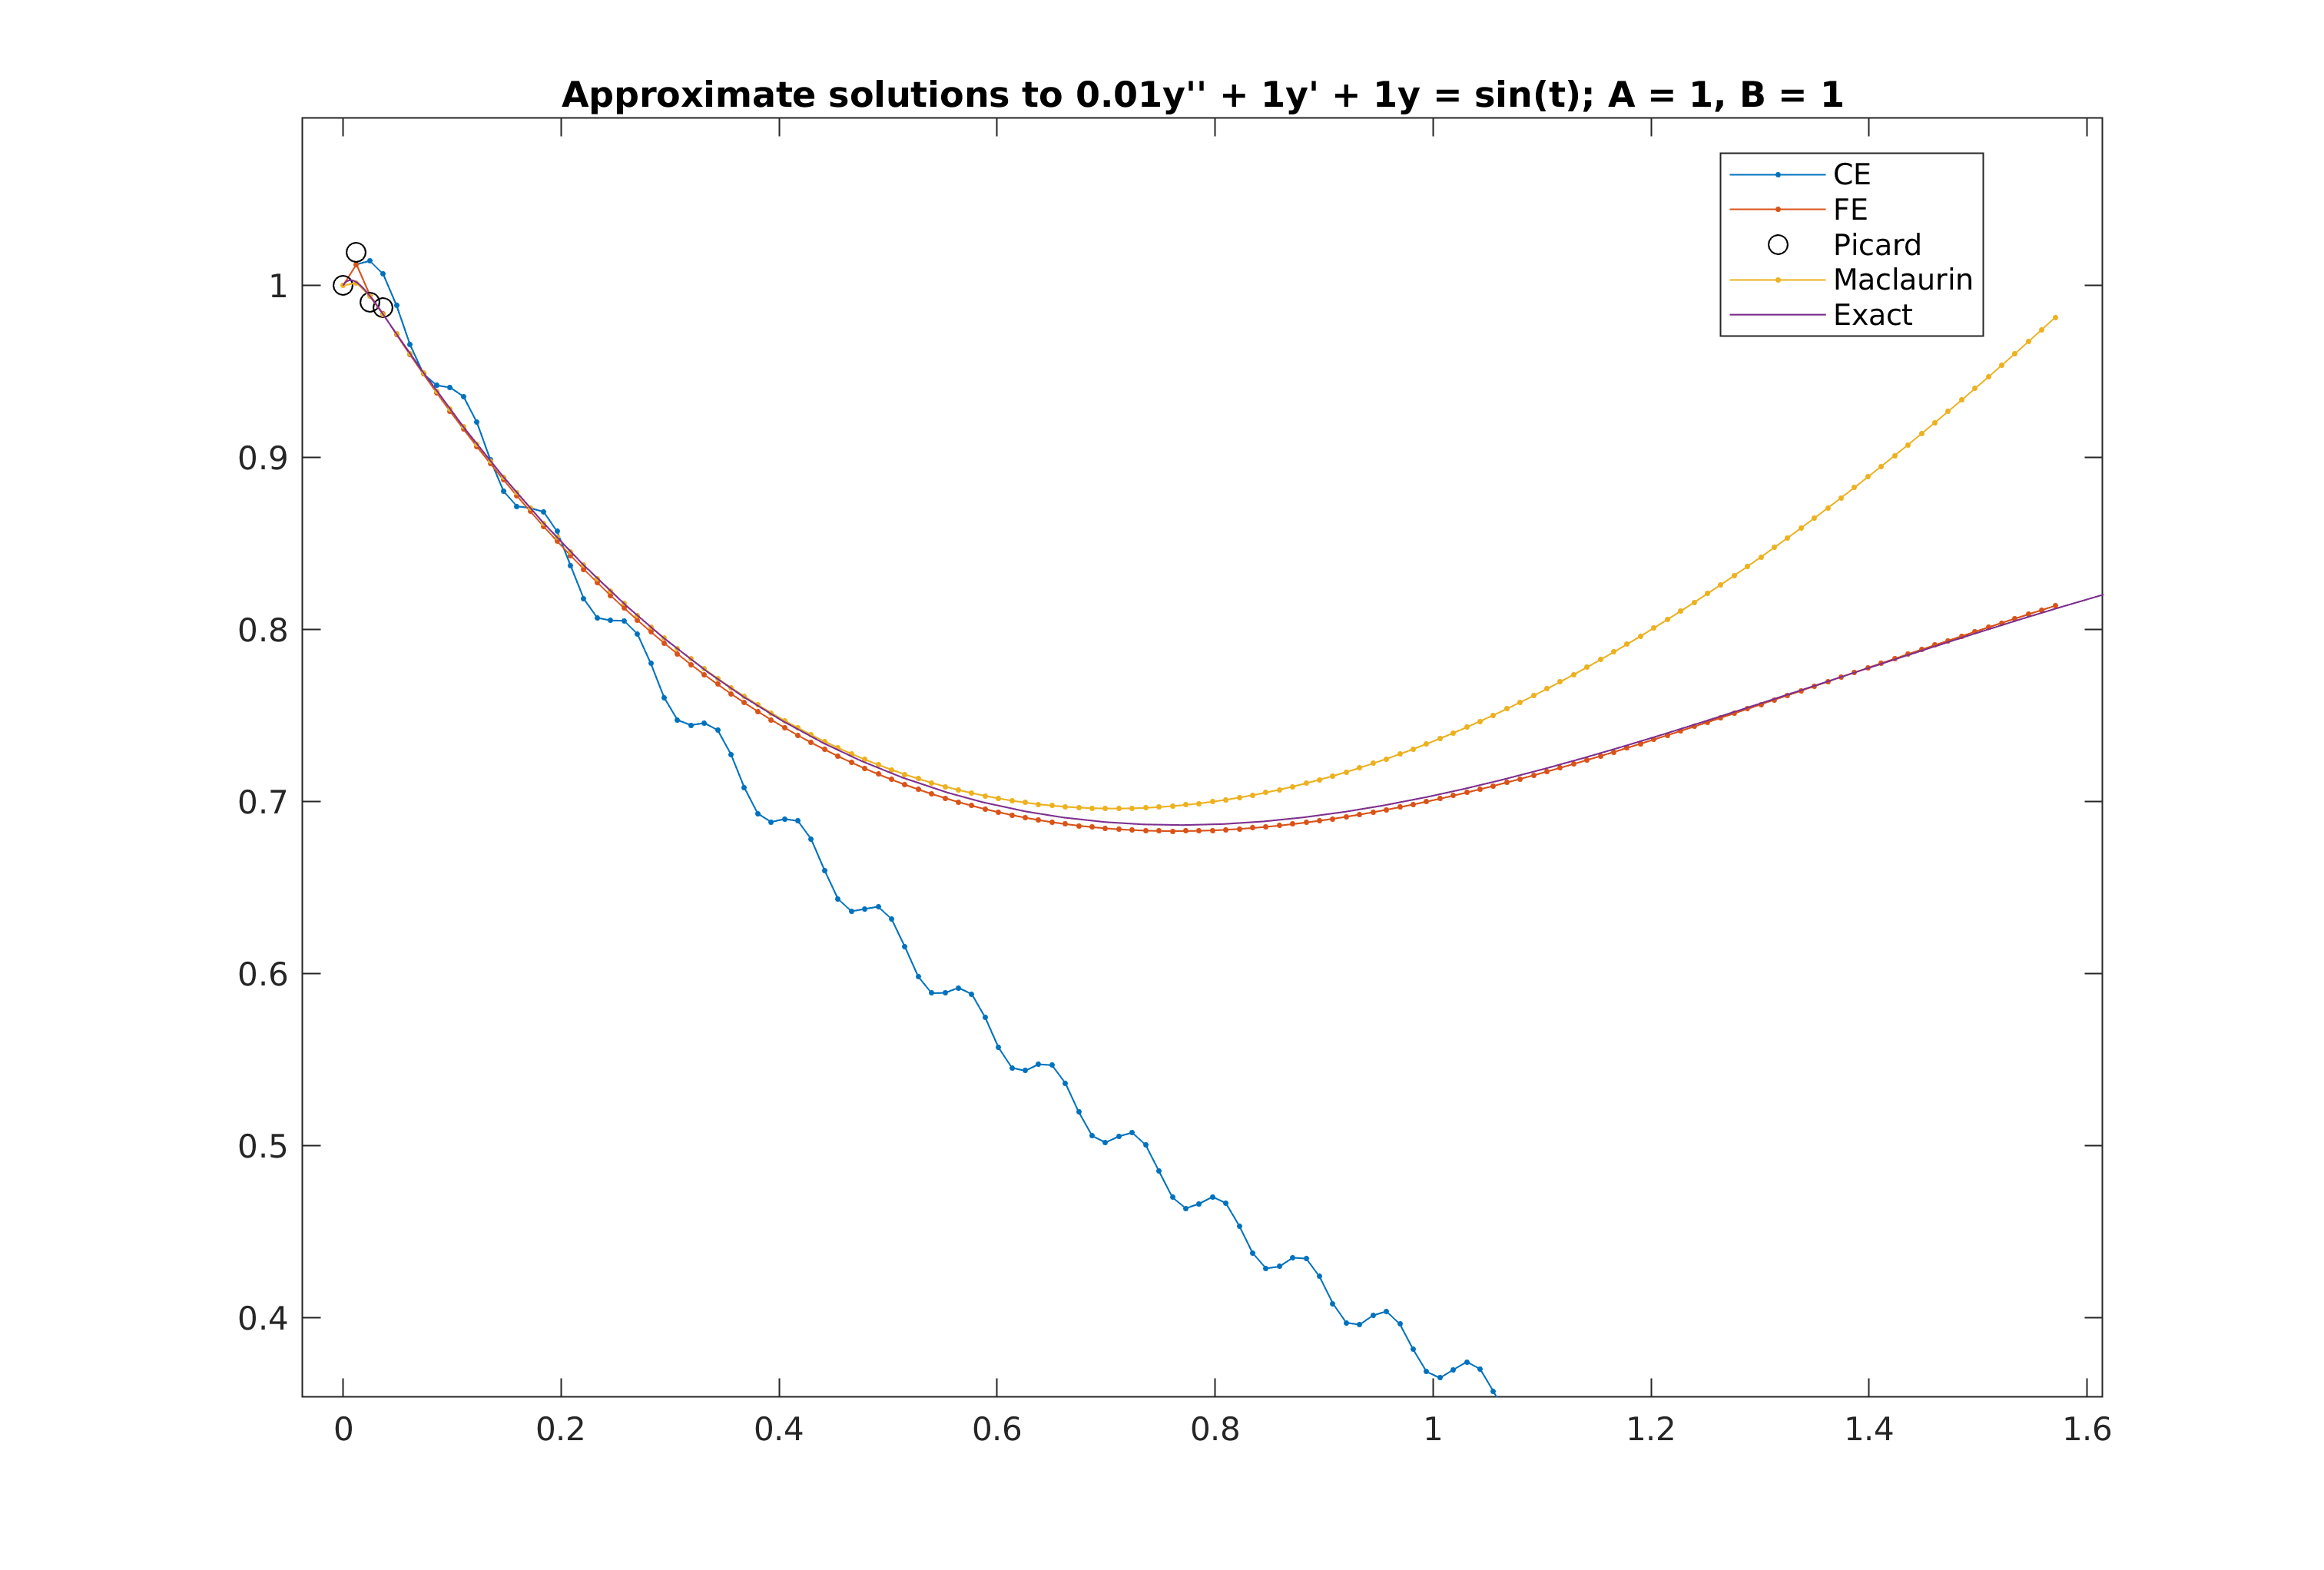 Approximate solutions to 0.01y'' + 1y' + 1y = sin(t); A = 1, B = 1
CE
FE
Picard
Maclaurin
Exact
1
0.9
0.8
0.7
0.6
0.5
0.4
0 0.2 0.4 0.6 0.8 1 1.2 1.4 1.6